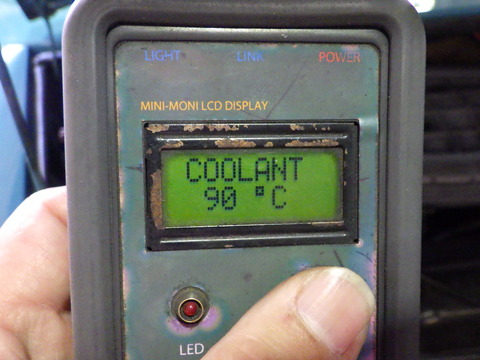 LIGHT LINK POWER
MINI-MONI LCD DISPLAY
COOLANT
90 °C
LED